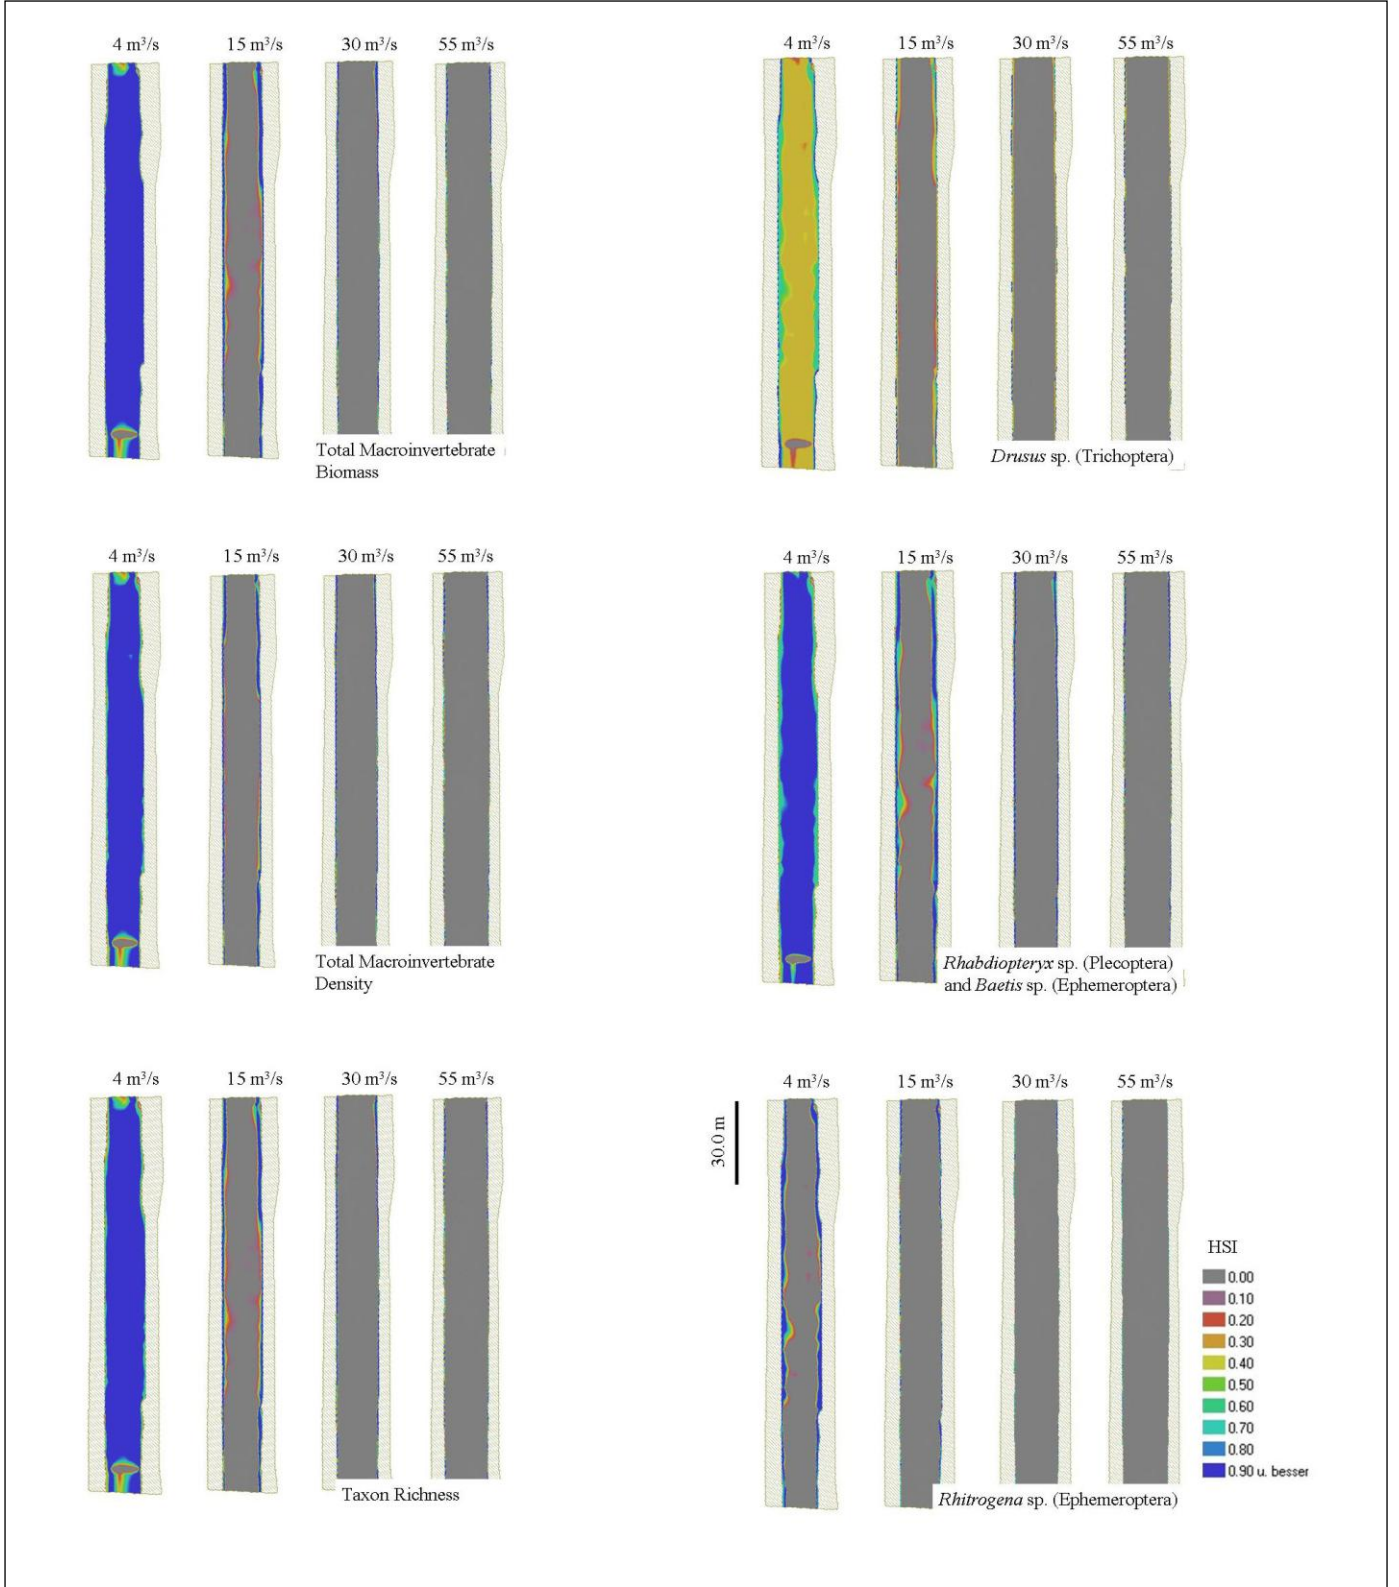 4 m³/s 15 m³/s 30 m³/s 55 m³/s
Total Macroinvertebrate
Biomass
4 m³/s 15 m³/s 30 m³/s 55 m³/s
Drusus sp. (Trichoptera)
4 m³/s 15 m³/s 30 m³/s 55 m³/s
Total Macroinvertebrate
Density
4 m³/s 15 m³/s 30 m³/s 55 m³/s
Rhabdiopteryx sp. (Plecoptera)
and Baetis sp. (Ephemeroptera)
4 m³/s 15 m³/s 30 m³/s 55 m³/s
Taxon Richness
4 m³/s 15 m³/s 30 m³/s 55 m³/s
30.0 m
Rhitrogena sp. (Ephemeroptera)
HSI
0.00
0.10
0.20
0.30
0.40
0.50
0.60
0.70
0.80
0.90 u. besser